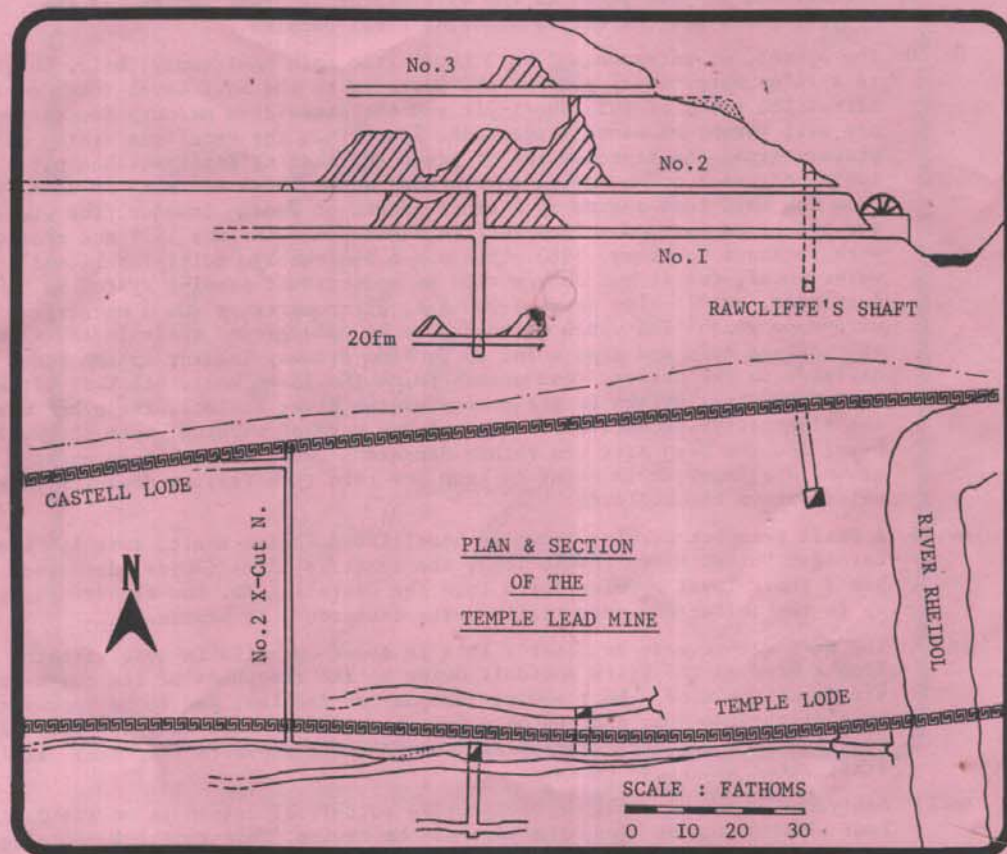 No.3
No.2
No.I
RAWCLIFFE'S SHAFT
20fm
CASTELL LODE
No.2 X-Cut N.
N
PLAN & SECTION
OF THE
TEMPLE LEAD MINE
RIVER RHEIDOL
TEMPLE LODE
SCALE : FATHOMS
0 10 20 30